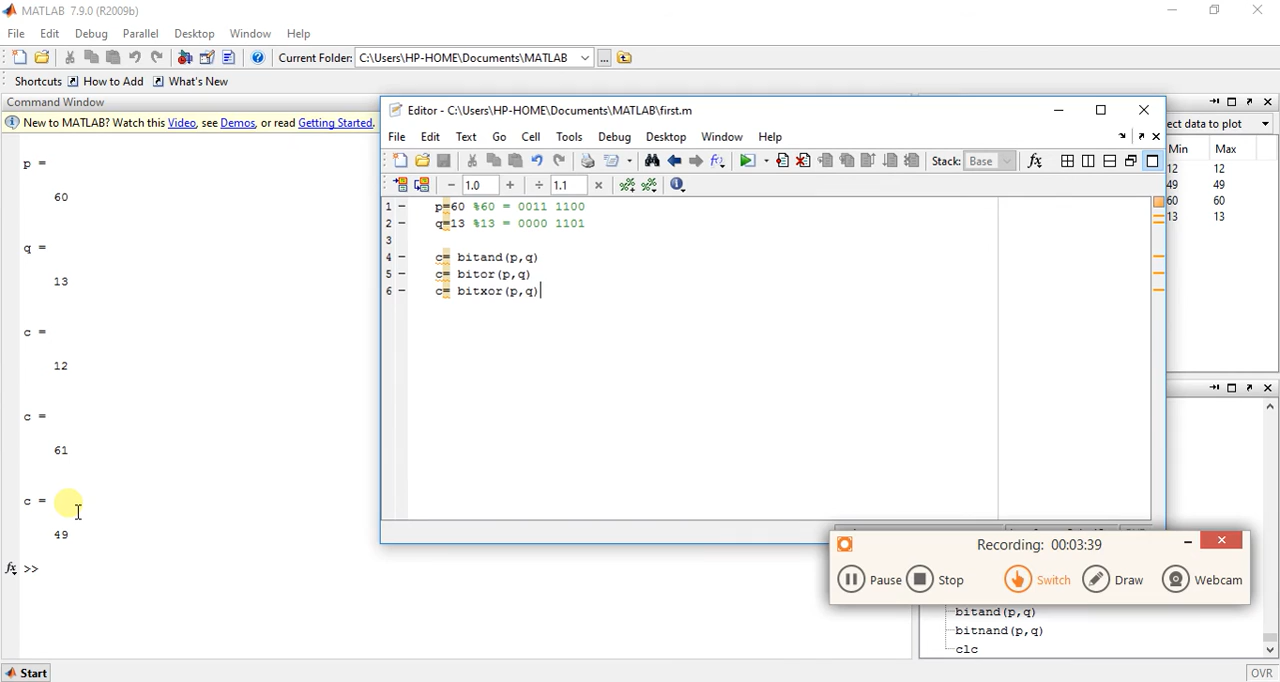 MATLAB 7.9.0 (R2009b)
File Edit Debug Parallel Desktop Window Help
Current Folder: C:\Users\HP-HOME\Documents\MATLAB ...
Shortcuts How to Add What's New
Command Window
New to MATLAB? Watch this Video, see Demos, or read Getting Started.
p =
60
q =
13
c =
12
c =
61
c =
49
fx >>
Editor - C:\Users\HP-HOME\Documents\MATLAB\first.m
File Edit Text Go Cell Tools Debug Desktop Window Help
Stack: Base fx
− 1.0 + ÷ 1.1 ×
1 − p=60 %60 = 0011 1100
2 − q=13 %13 = 0000 1101
3
4 − c= bitand(p,q)
5 − c= bitor(p,q)
6 − c= bitxor(p,q)
ect data to plot
Min Max
12 12
49 49
60 60
13 13
Recording: 00:03:39
Pause Stop Switch Draw Webcam
bitand(p,q)
bitnand(p,q)
clc
Start
OVR